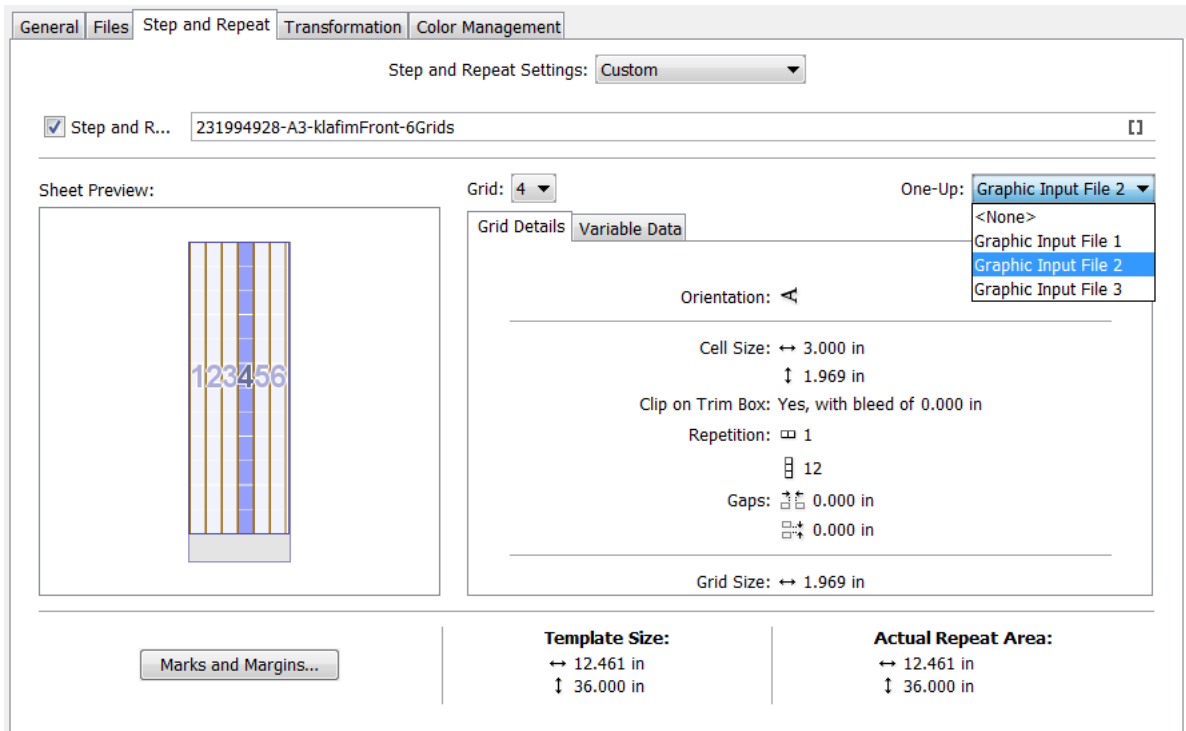 General Files Step and Repeat Transformation Color Management
Step and Repeat Settings: Custom
Step and R... 231994928-A3-klafimFront-6Grids
Sheet Preview:
123456
Grid: 4
One-Up: Graphic Input File 2
<None>
Graphic Input File 1
Graphic Input File 2
Graphic Input File 3
Grid Details Variable Data
Orientation:
Cell Size: ↔ 3.000 in
↕ 1.969 in
Clip on Trim Box: Yes, with bleed of 0.000 in
Repetition: 1
12
Gaps: 0.000 in
0.000 in
Grid Size: ↔ 1.969 in
Marks and Margins...
Template Size:
↔ 12.461 in
↕ 36.000 in
Actual Repeat Area:
↔ 12.461 in
↕ 36.000 in